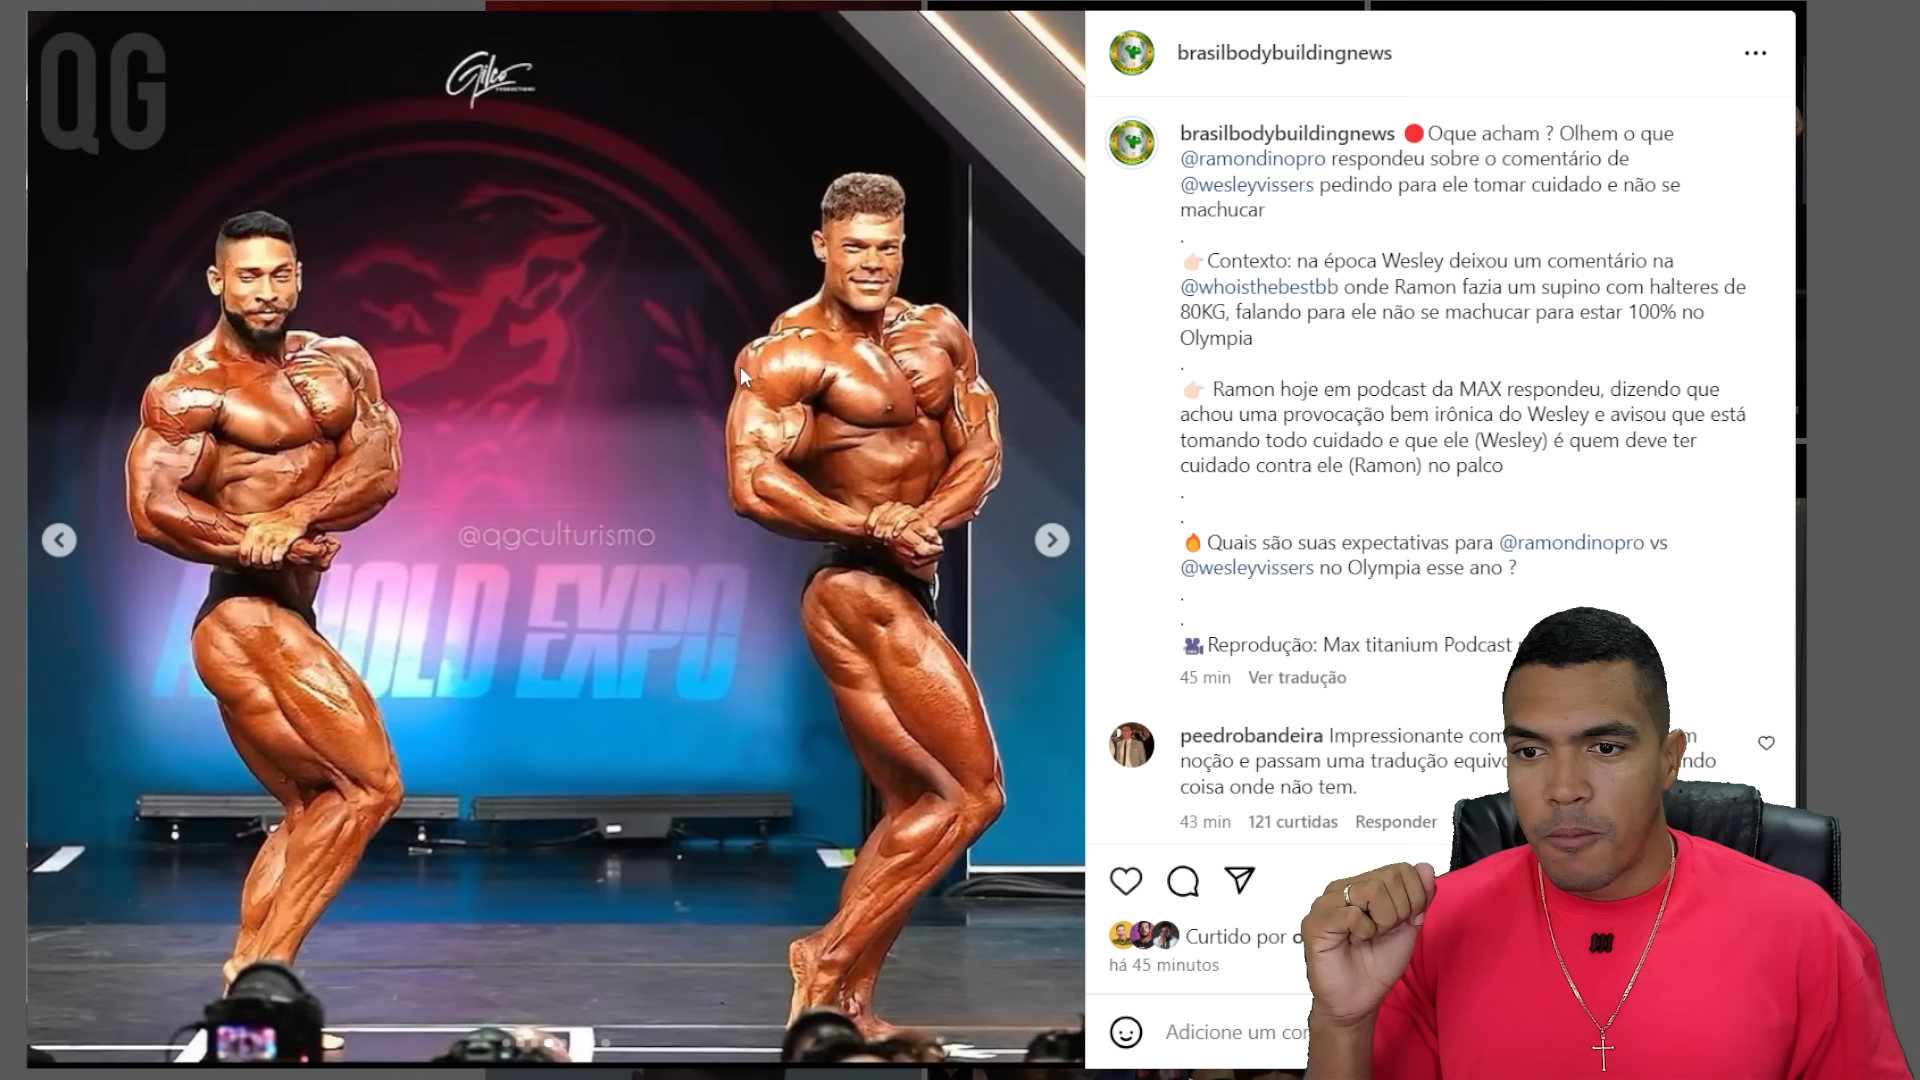 QG
Gilco
PRODUCTIONS
@qgculturismo
ARNOLD EXPO
brasilbodybuildingnews
brasilbodybuildingnews 🔴Oque acham ? Olhem o que
@ramondinopro respondeu sobre o comentário de
@wesleyvissers pedindo para ele tomar cuidado e não se
machucar
.
👉🏻Contexto: na época Wesley deixou um comentário na
@whoisthebestbb onde Ramon fazia um supino com halteres de
80KG, falando para ele não se machucar para estar 100% no
Olympia
.
👉🏻 Ramon hoje em podcast da MAX respondeu, dizendo que
achou uma provocação bem irônica do Wesley e avisou que está
tomando todo cuidado e que ele (Wesley) é quem deve ter
cuidado contra ele (Ramon) no palco
.
.
🔥Quais são suas expectativas para @ramondinopro vs
@wesleyvissers no Olympia esse ano ?
.
.
🎥Reprodução: Max titanium Podcast
45 min Ver tradução
peedrobandeira Impressionante com
noção e passam uma tradução equivo ndo
coisa onde não tem.
43 min 121 curtidas Responder
Curtido por
há 45 minutos
Adicione um